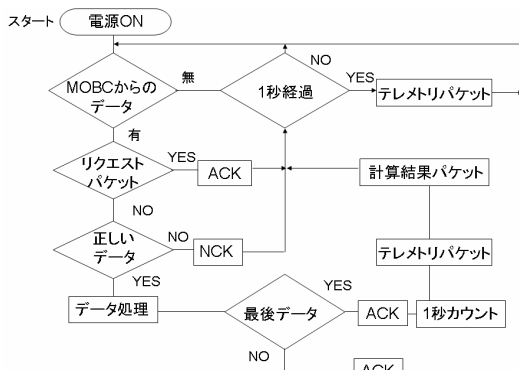 スタート
電源ON
MOBCからの
データ
無
1秒経過
NO
YES
テレメトリパケット
有
リクエスト
パケット
YES
ACK
計算結果パケット
NO
正しい
データ
NO
NCK
テレメトリパケット
YES
データ処理
最後データ
YES
ACK
1秒カウント
NO
ACK